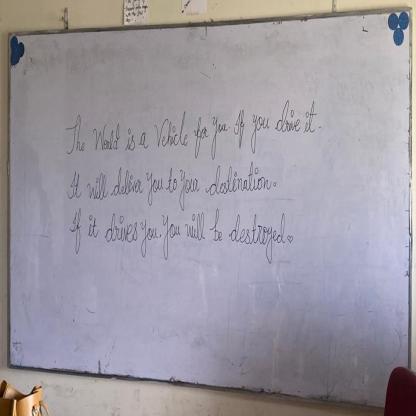 The World is a Vehicle for you If you drive it.
It will deliver you to your destination.
If it drives you. You will be destroyed.